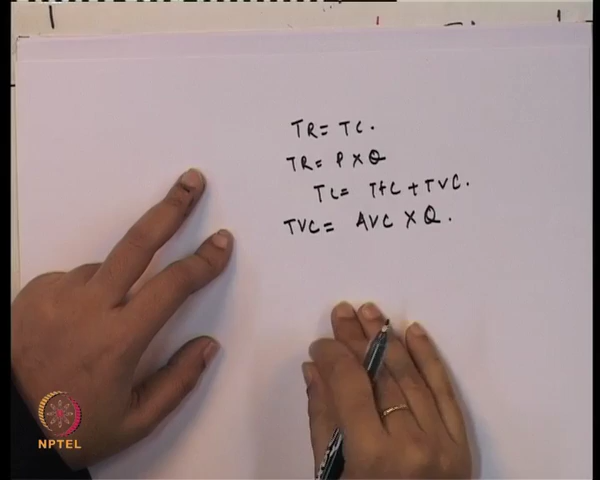 TR= TC.
TR= P X Q
TC= TFC + TVC.
TVC= AVC X Q.
NPTEL